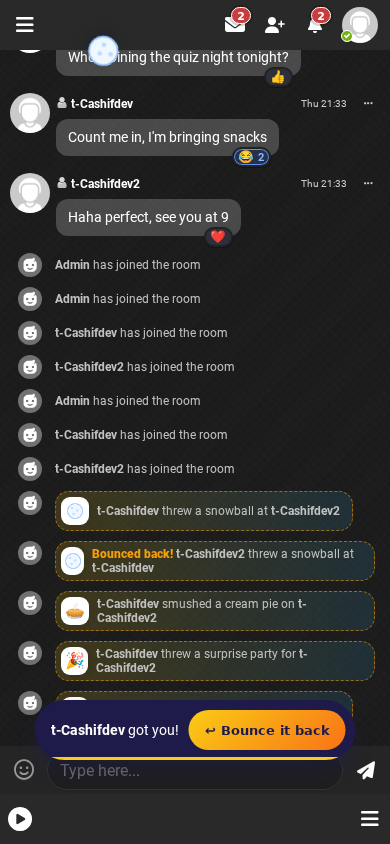 2
2
Who's joining the quiz night tonight?
👍
t-Cashifdev
Thu 21:33
Count me in, I'm bringing snacks
😂 2
t-Cashifdev2
Thu 21:33
Haha perfect, see you at 9
❤️
Admin has joined the room
Admin has joined the room
t-Cashifdev has joined the room
t-Cashifdev2 has joined the room
Admin has joined the room
t-Cashifdev has joined the room
t-Cashifdev2 has joined the room
t-Cashifdev threw a snowball at t-Cashifdev2
Bounced back! t-Cashifdev2 threw a snowball at
t-Cashifdev
t-Cashifdev smushed a cream pie on t-
Cashifdev2
t-Cashifdev threw a surprise party for t-
Cashifdev2
t-Cashifdev got you!
↩ Bounce it back
Type here...